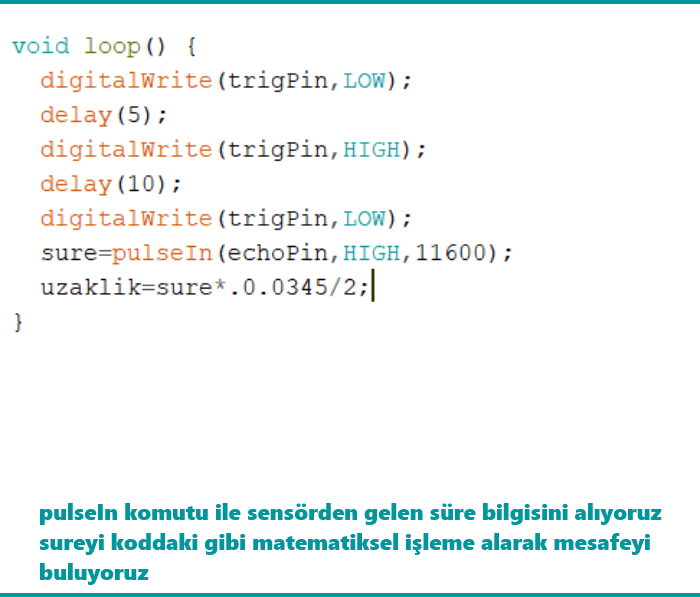 void loop() {
digitalWrite(trigPin,LOW);
delay(5);
digitalWrite(trigPin,HIGH);
delay(10);
digitalWrite(trigPin,LOW);
sure=pulseIn(echoPin,HIGH,11600);
uzaklik=sure*.0.0345/2;
}
pulseIn komutu ile sensörden gelen süre bilgisini alıyoruz
sureyi koddaki gibi matematiksel işleme alarak mesafeyi
buluyoruz